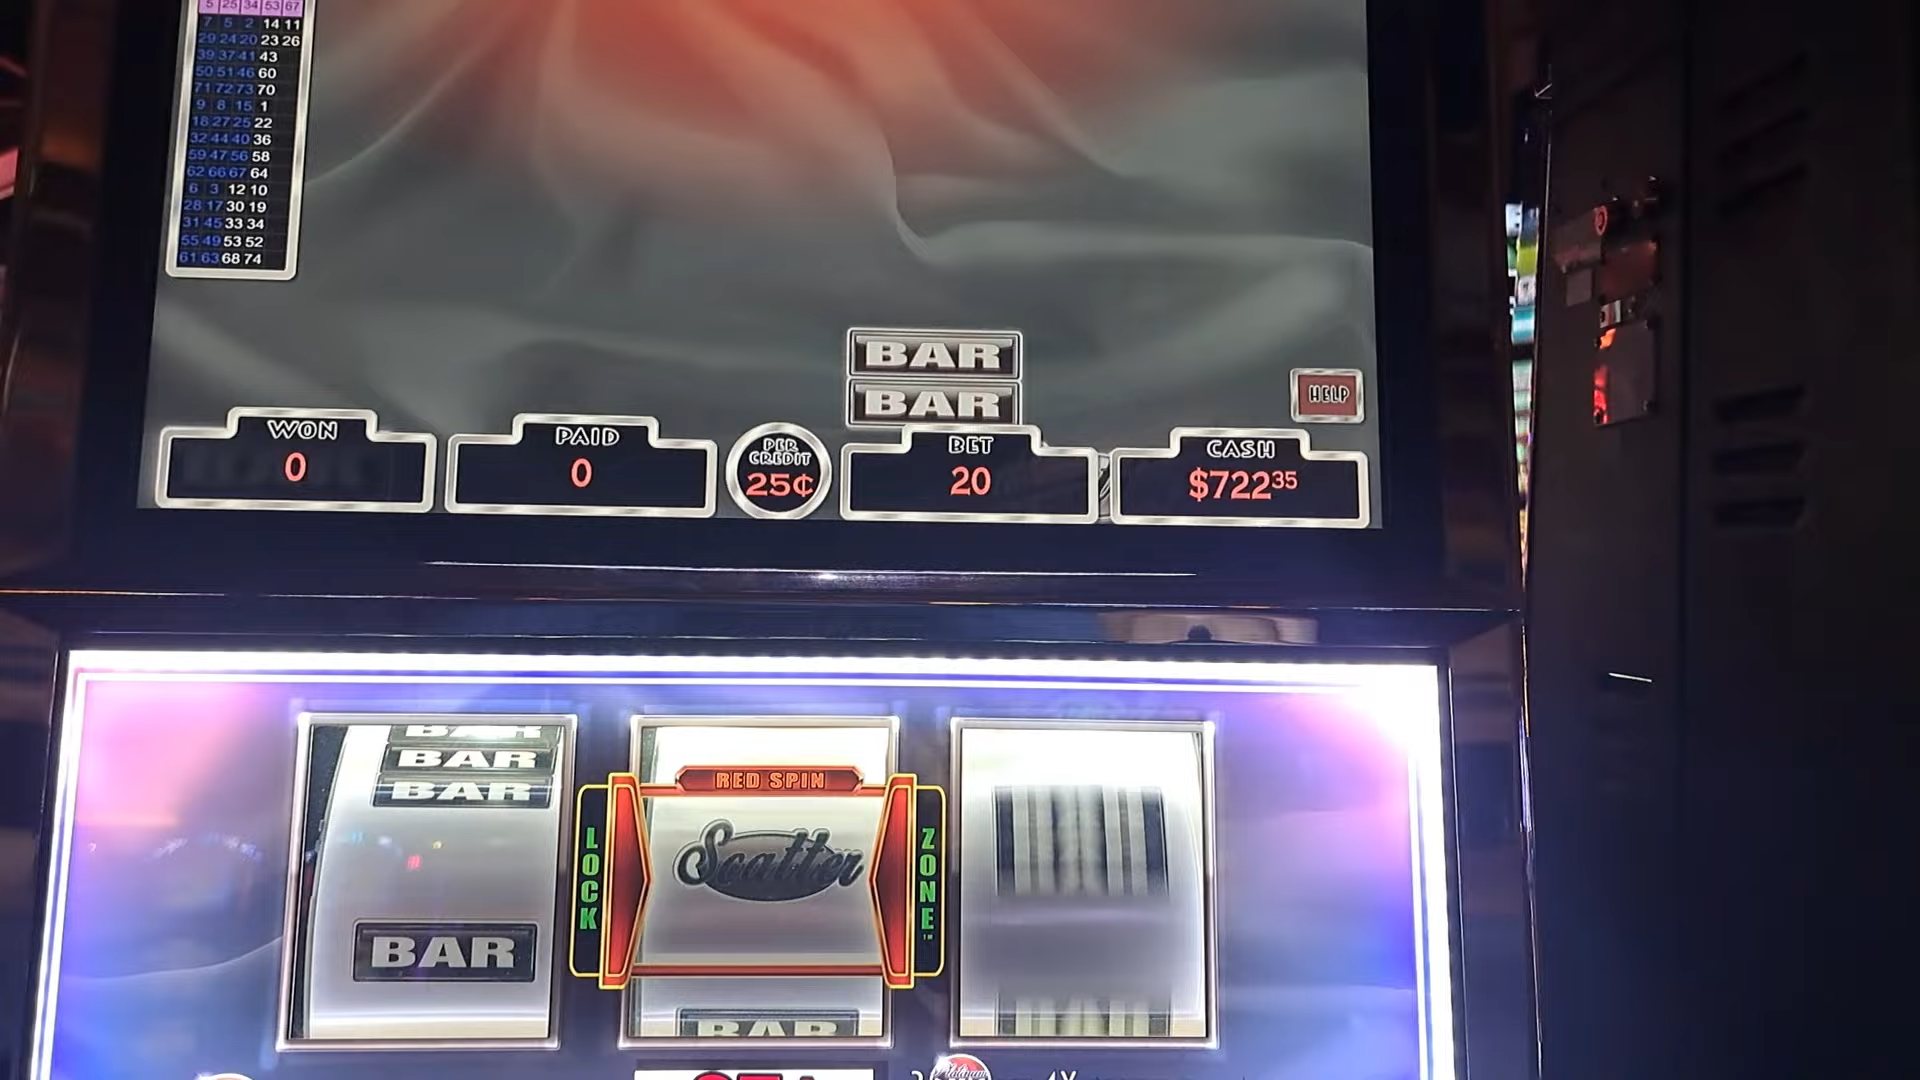 5 25 34 53 67
7 5 2 14 11
29 24 20 23 26
39 37 41 43
50 51 46 60
71 72 73 70
9 8 15 1
18 27 25 22
32 44 40 36
59 47 56 58
62 66 67 64
6 3 12 10
28 17 30 19
31 45 33 34
55 49 53 52
61 63 68 74
BAR
BAR
HELP
WON
0
PAID
0
PER
CREDIT
25¢
BET
20
CASH
$722 35
BAR
BAR
BAR
RED SPIN
LOCK
Scatter
ZONE
BAR
BAR
4X